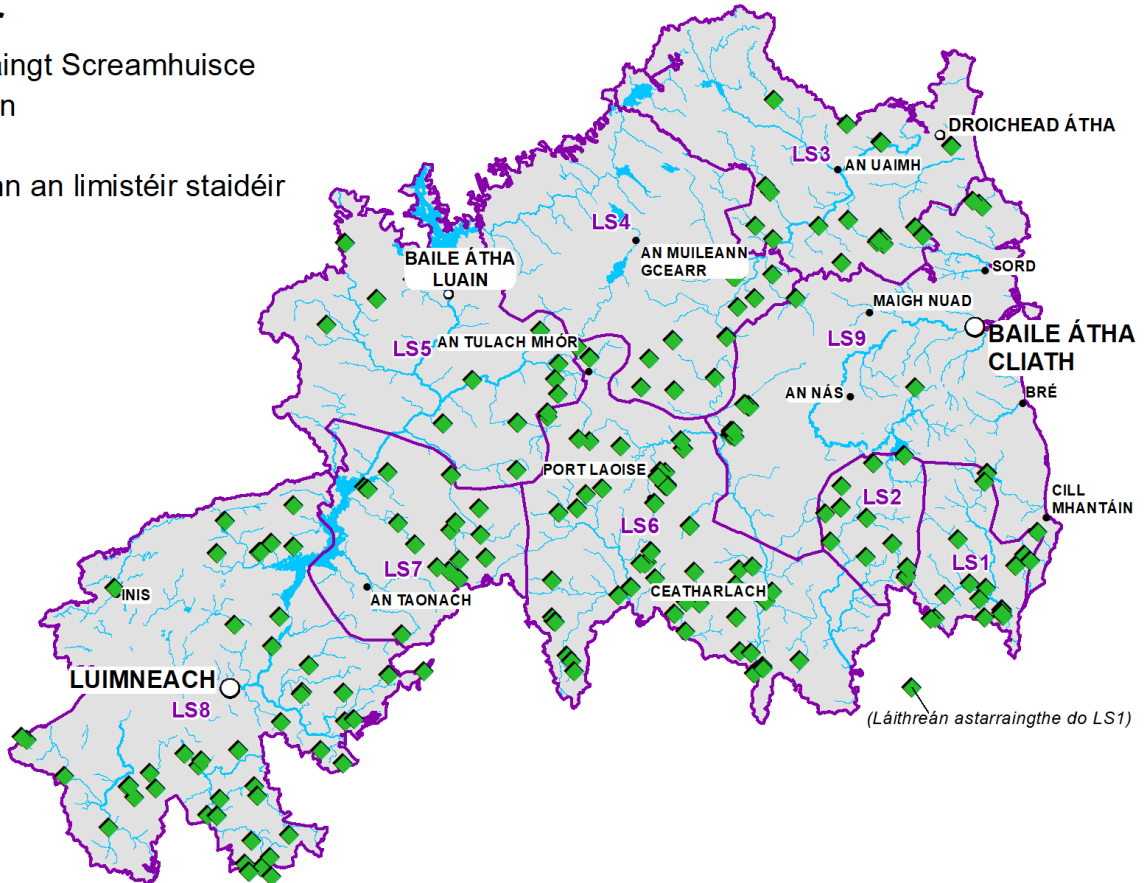 Screamhuisce
an limistéir staidéir
DROICHEAD ÁTHA
LS3
AN UAIMH
LS4
AN MUILEANN
GCEARR
BAILE ÁTHA
LUAIN
SORD
MAIGH NUAD
LS9
BAILE ÁTHA
CLIATH
AN TULACH MHÓR
LS5
AN NÁS
BRÉ
PORT LAOISE
LS2
CILL
MHANTÁIN
LS6
LS1
LS7
AN TAONACH
CEATHARLACH
INIS
LUIMNEACH
LS8
(Láithreán astarraingthe do LS1)